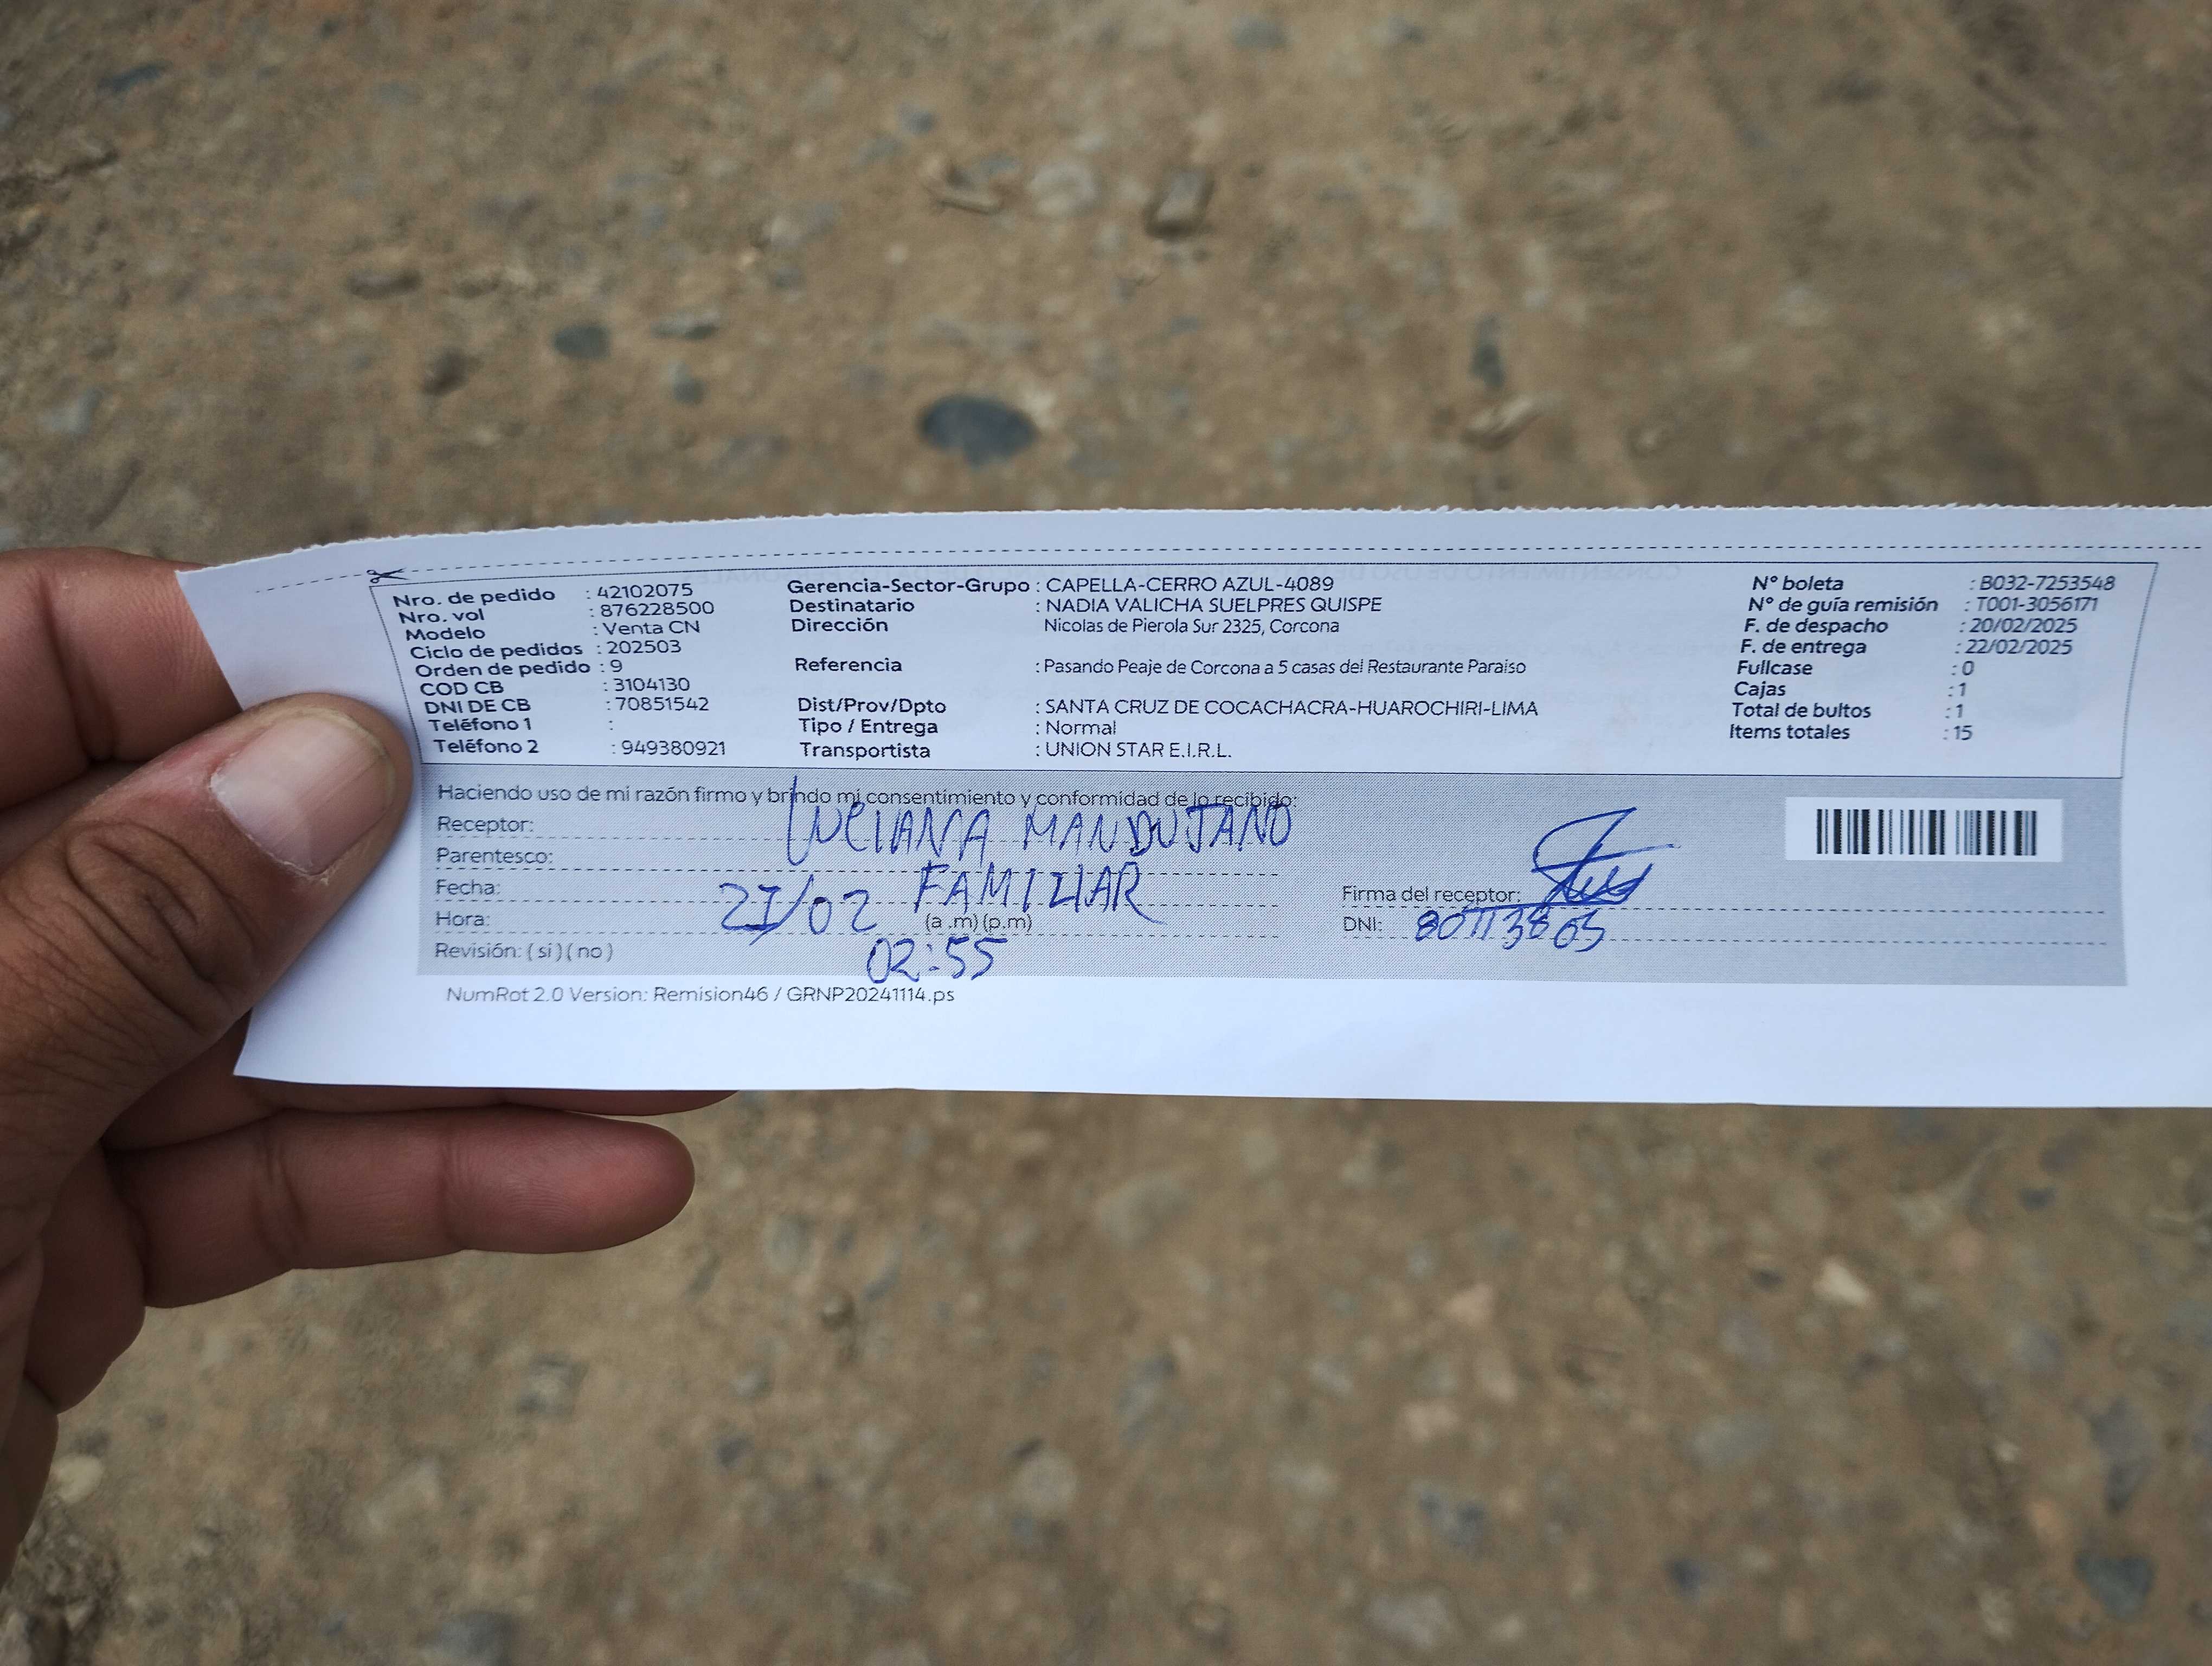 Nro. de pedido : 42102075
Nro. vol : 876228500
Modelo : Venta CN
Ciclo de pedidos : 202503
Orden de pedido : 9
COD CB : 3104130
DNI DE CB : 70851542
Teléfono 1 :
Teléfono 2 : 949380921
Gerencia-Sector-Grupo : CAPELLA-CERRO AZUL-4089
Destinatario : NADIA VALICHA SUELPRES QUISPE
Dirección Nicolas de Pierola Sur 2325, Corcona
Referencia : Pasando Peaje de Corcona a 5 casas del Restaurante Paraiso
Dist/Prov/Dpto : SANTA CRUZ DE COCACHACRA-HUAROCHIRI-LIMA
Tipo / Entrega : Normal
Transportista : UNION STAR E.I.R.L.
N° boleta : B032-7253548
N° de guía remisión : T001-3056171
F. de despacho : 20/02/2025
F. de entrega : 22/02/2025
Fullcase : 0
Cajas : 1
Total de bultos : 1
Items totales : 15
Haciendo uso de mi razón firmo y brindo mi consentimiento y conformidad de lo recibido:
Receptor: LUCIANA MANDUJANO
Parentesco: FAMILIAR
Fecha: /02
Hora: (a .m) (p.m) 02:55
Revisión: ( si ) ( no )
Firma del receptor:
DNI:
NumRot 2.0 Version: Remision46 / GRNP20241114.ps